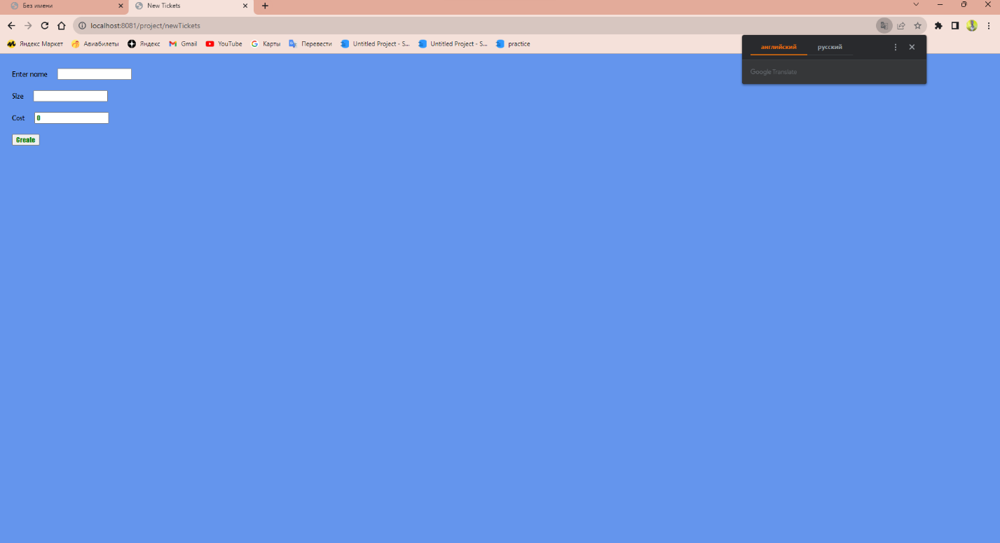 Без имени
New Tickets
localhost:8081/project/newTickets
Яндекс Маркет Авиабилеты Яндекс Gmail YouTube Карты Перевести Untitled Project - S... Untitled Project - S... practice
английский русский
Google Translate
Enter name
Size
Cost 0
Create